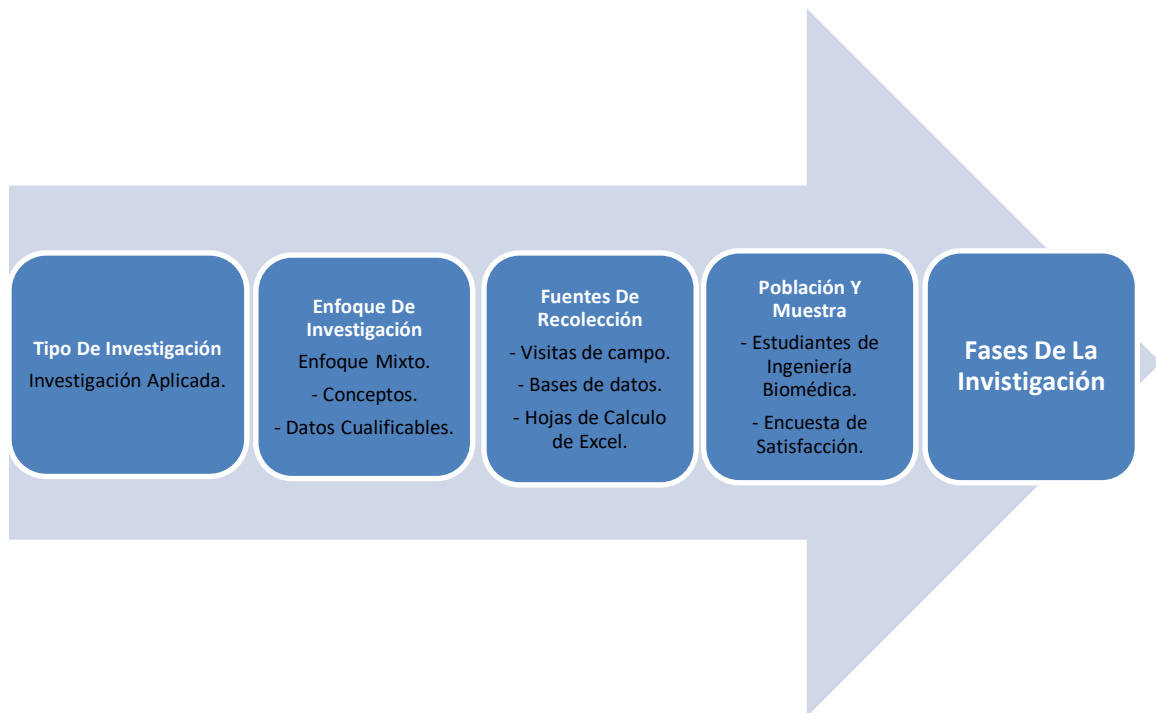 Tipo De Investigación
Investigación Aplicada.
Enfoque De
Investigación
Enfoque Mixto.
- Conceptos.
- Datos Cualificables.
Fuentes De
Recolección
- Visitas de campo.
- Bases de datos.
- Hojas de Calculo
de Excel.
Población Y
Muestra
- Estudiantes de
Ingeniería
Biomédica.
- Encuesta de
Satisfacción.
Fases De La
Invistigación